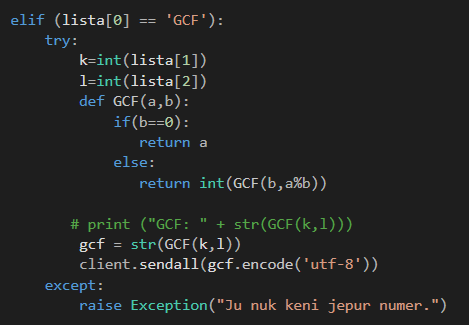 elif (lista[0] == 'GCF'):
    try:
        k=int(lista[1])
        l=int(lista[2])
        def GCF(a,b):
            if(b==0):
               return a
            else:
               return int(GCF(b,a%b))
       # print ("GCF: " + str(GCF(k,l)))
        gcf = str(GCF(k,l))
        client.sendall(gcf.encode('utf-8'))
    except:
        raise Exception("Ju nuk keni jepur numer.")